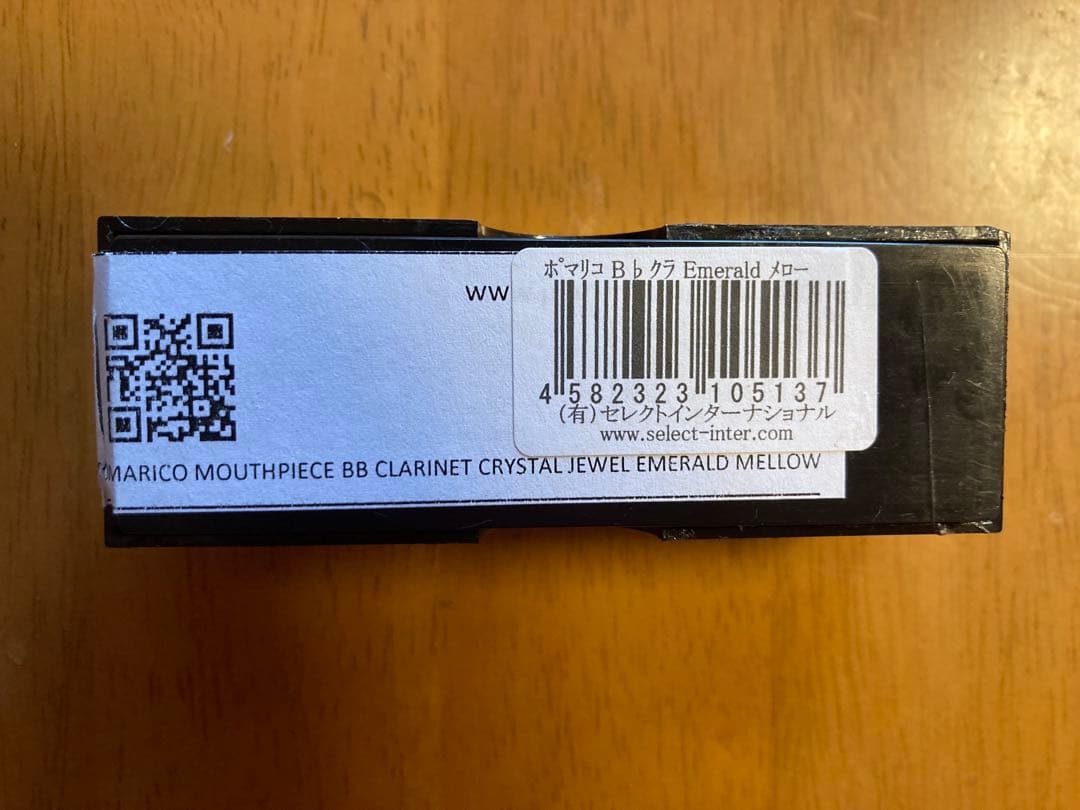 ポマリコ B♭クラ Emerald メロー
ww
4 582323 105137
(有)セレクトインターナショナル
www.select-inter.com
OMARICO MOUTHPIECE BB CLARINET CRYSTAL JEWEL EMERALD MELLOW